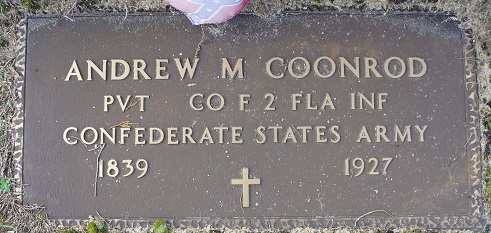 ANDREW M COONROD
PVT CO F 2 FLA INF
CONFEDERATE STATES ARMY
1839 1927